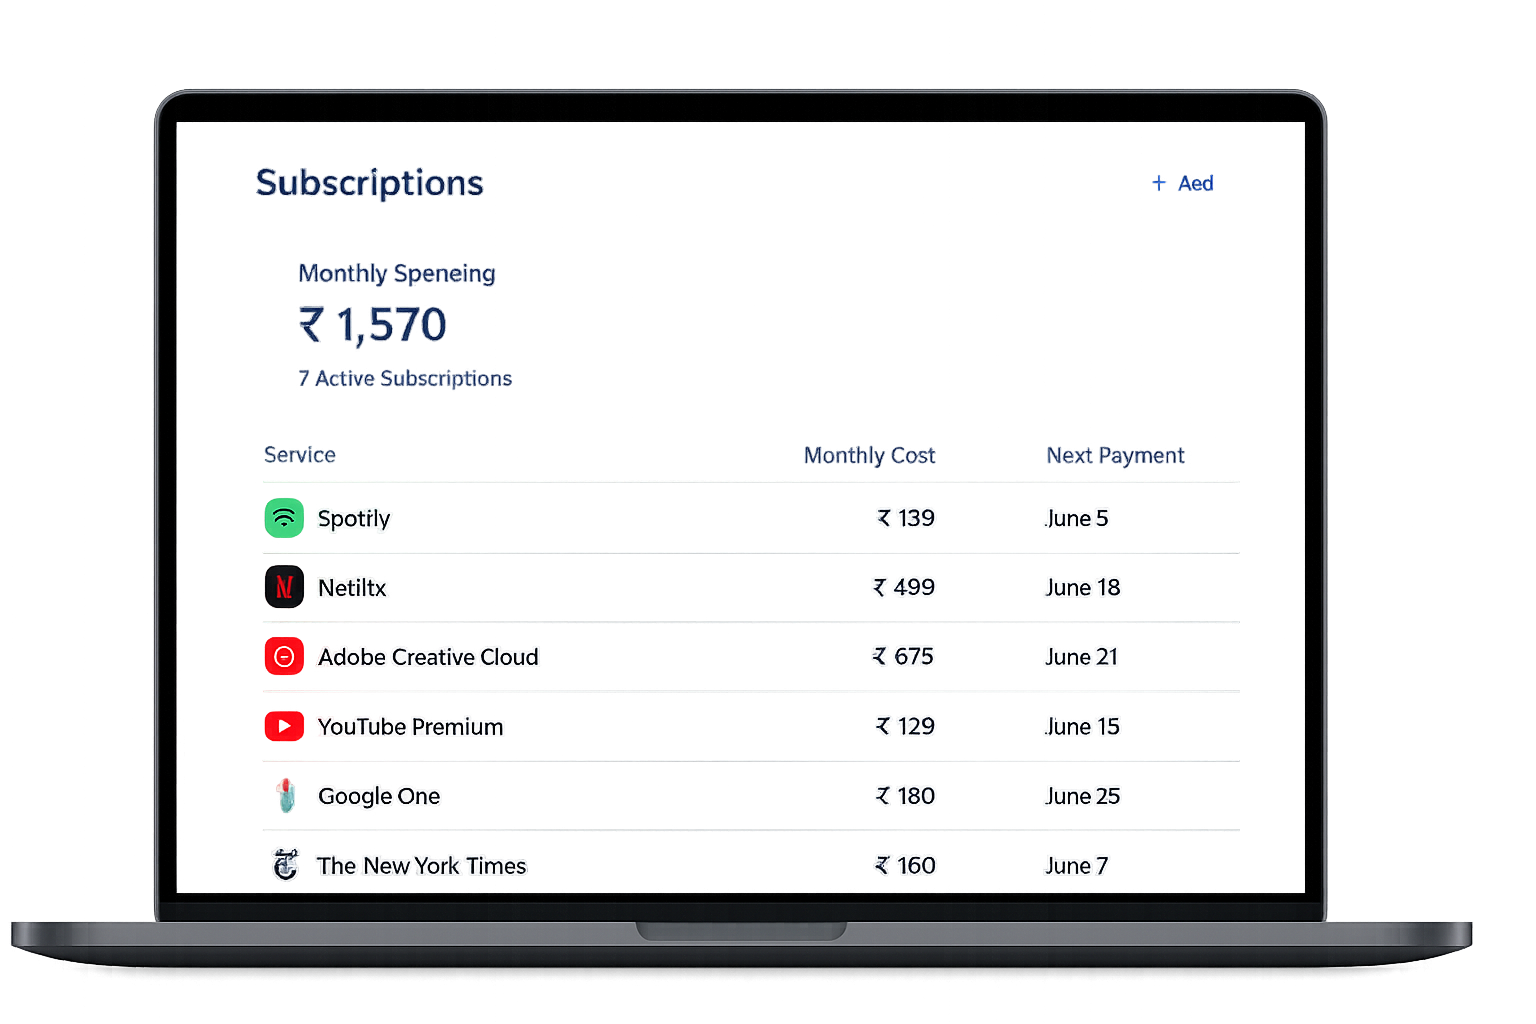 Subscriptions
+ Aed
Monthly Speneing
₹ 1,570
7 Active Subscriptions
Service Monthly Cost Next Payment
Spotily ₹ 139 June 5
Netiltx ₹ 499 June 18
Adobe Creative Cloud ₹ 675 June 21
YouTube Premium ₹ 129 June 15
Google One ₹ 180 June 25
The New York Times ₹ 160 June 7